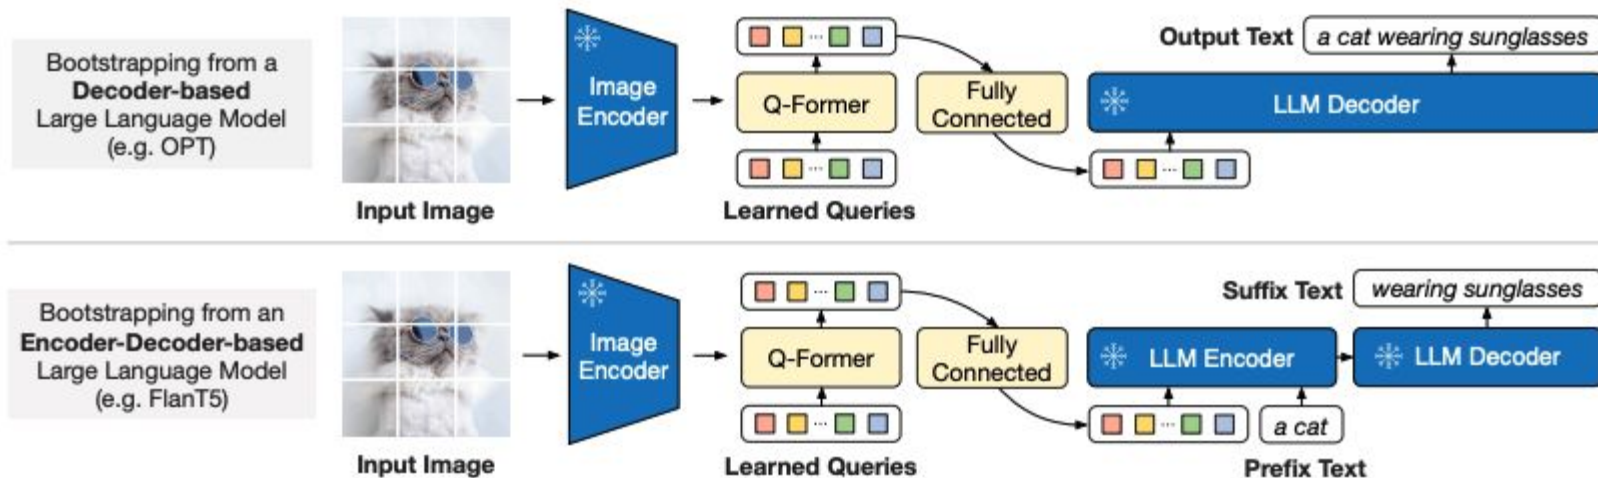 Bootstrapping from a
Decoder-based
Large Language Model
(e.g. OPT)
Input Image
Image
Encoder
Q-Former
Learned Queries
Fully
Connected
Output Text
a cat wearing sunglasses
LLM Decoder
Bootstrapping from an
Encoder-Decoder-based
Large Language Model
(e.g. FlanT5)
Input Image
Image
Encoder
Q-Former
Learned Queries
Fully
Connected
Suffix Text
wearing sunglasses
LLM Encoder
LLM Decoder
a cat
Prefix Text